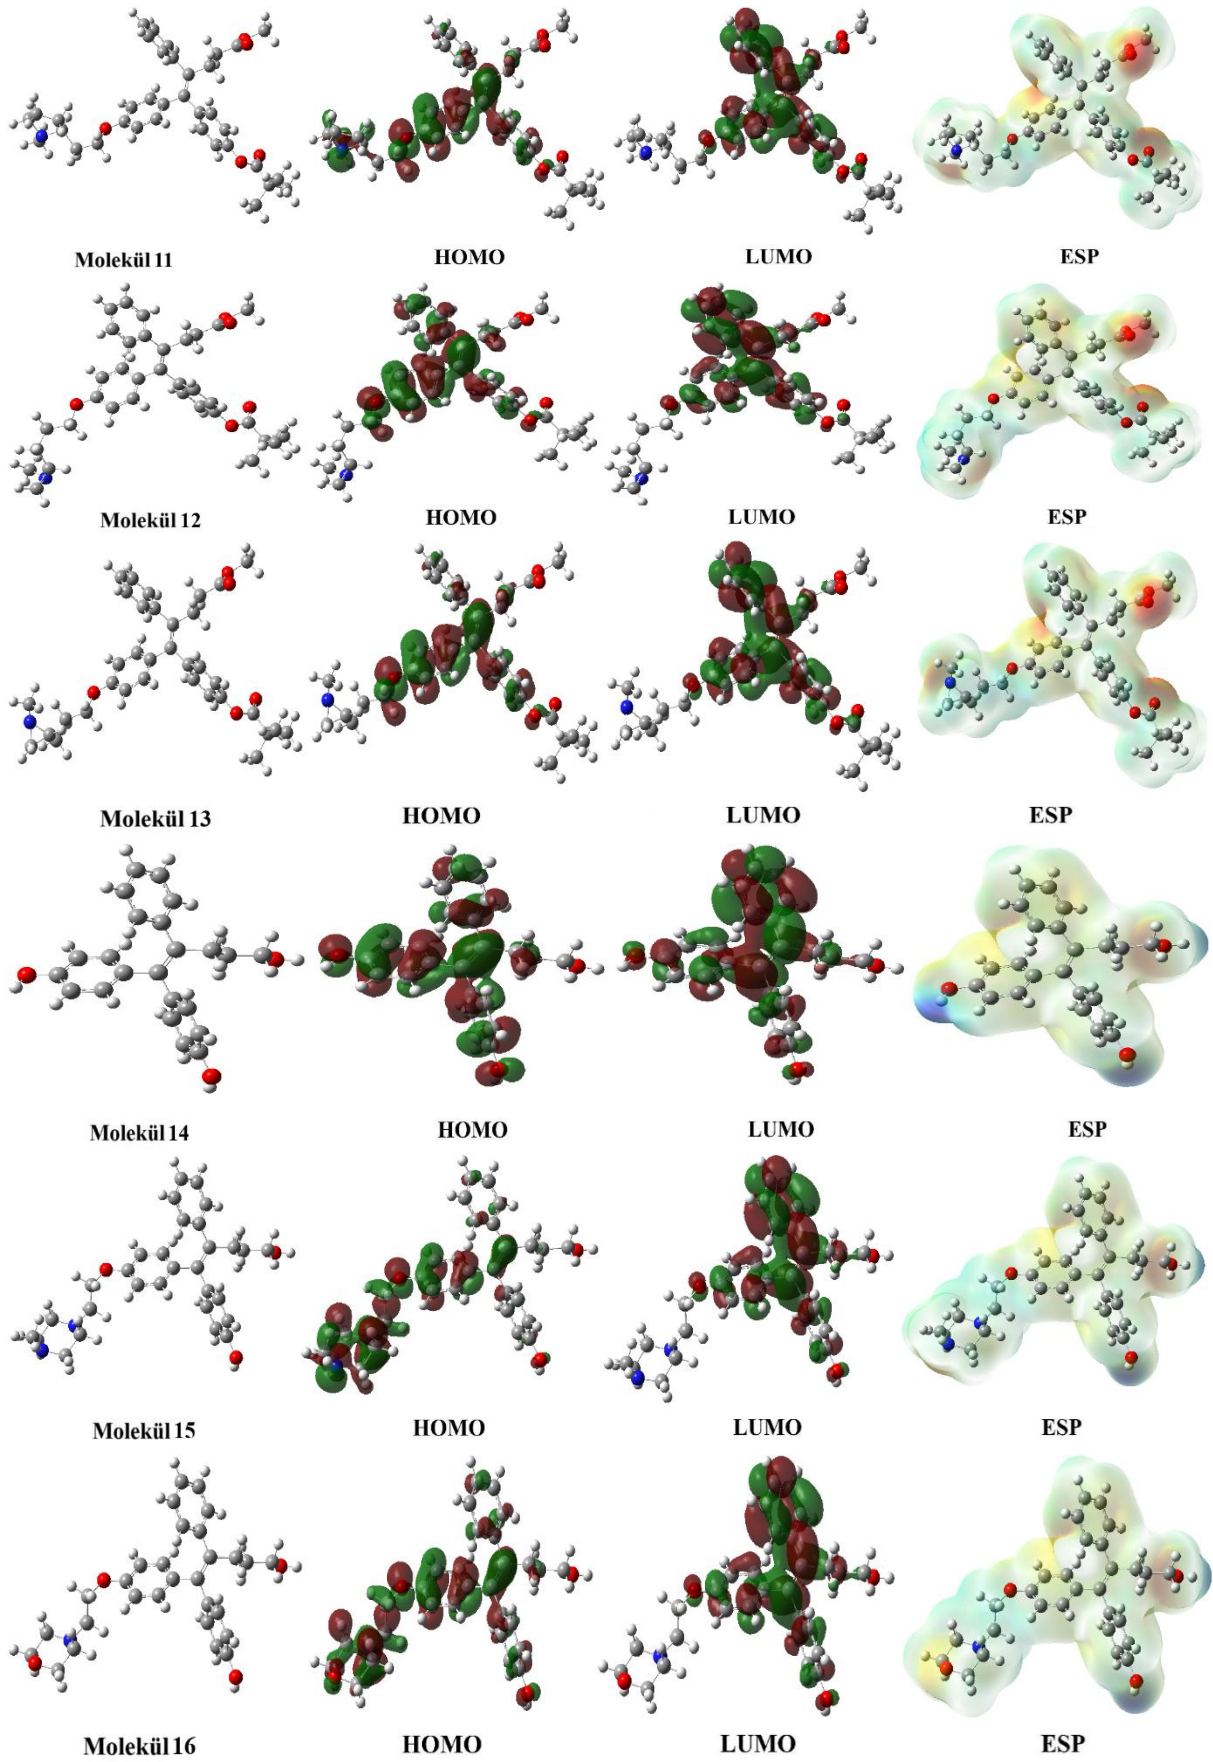 Molekül 11 HOMO LUMO ESP
Molekül 12 HOMO LUMO ESP
Molekül 13 HOMO LUMO ESP
Molekül 14 HOMO LUMO ESP
Molekül 15 HOMO LUMO ESP
Molekül 16 HOMO LUMO ESP